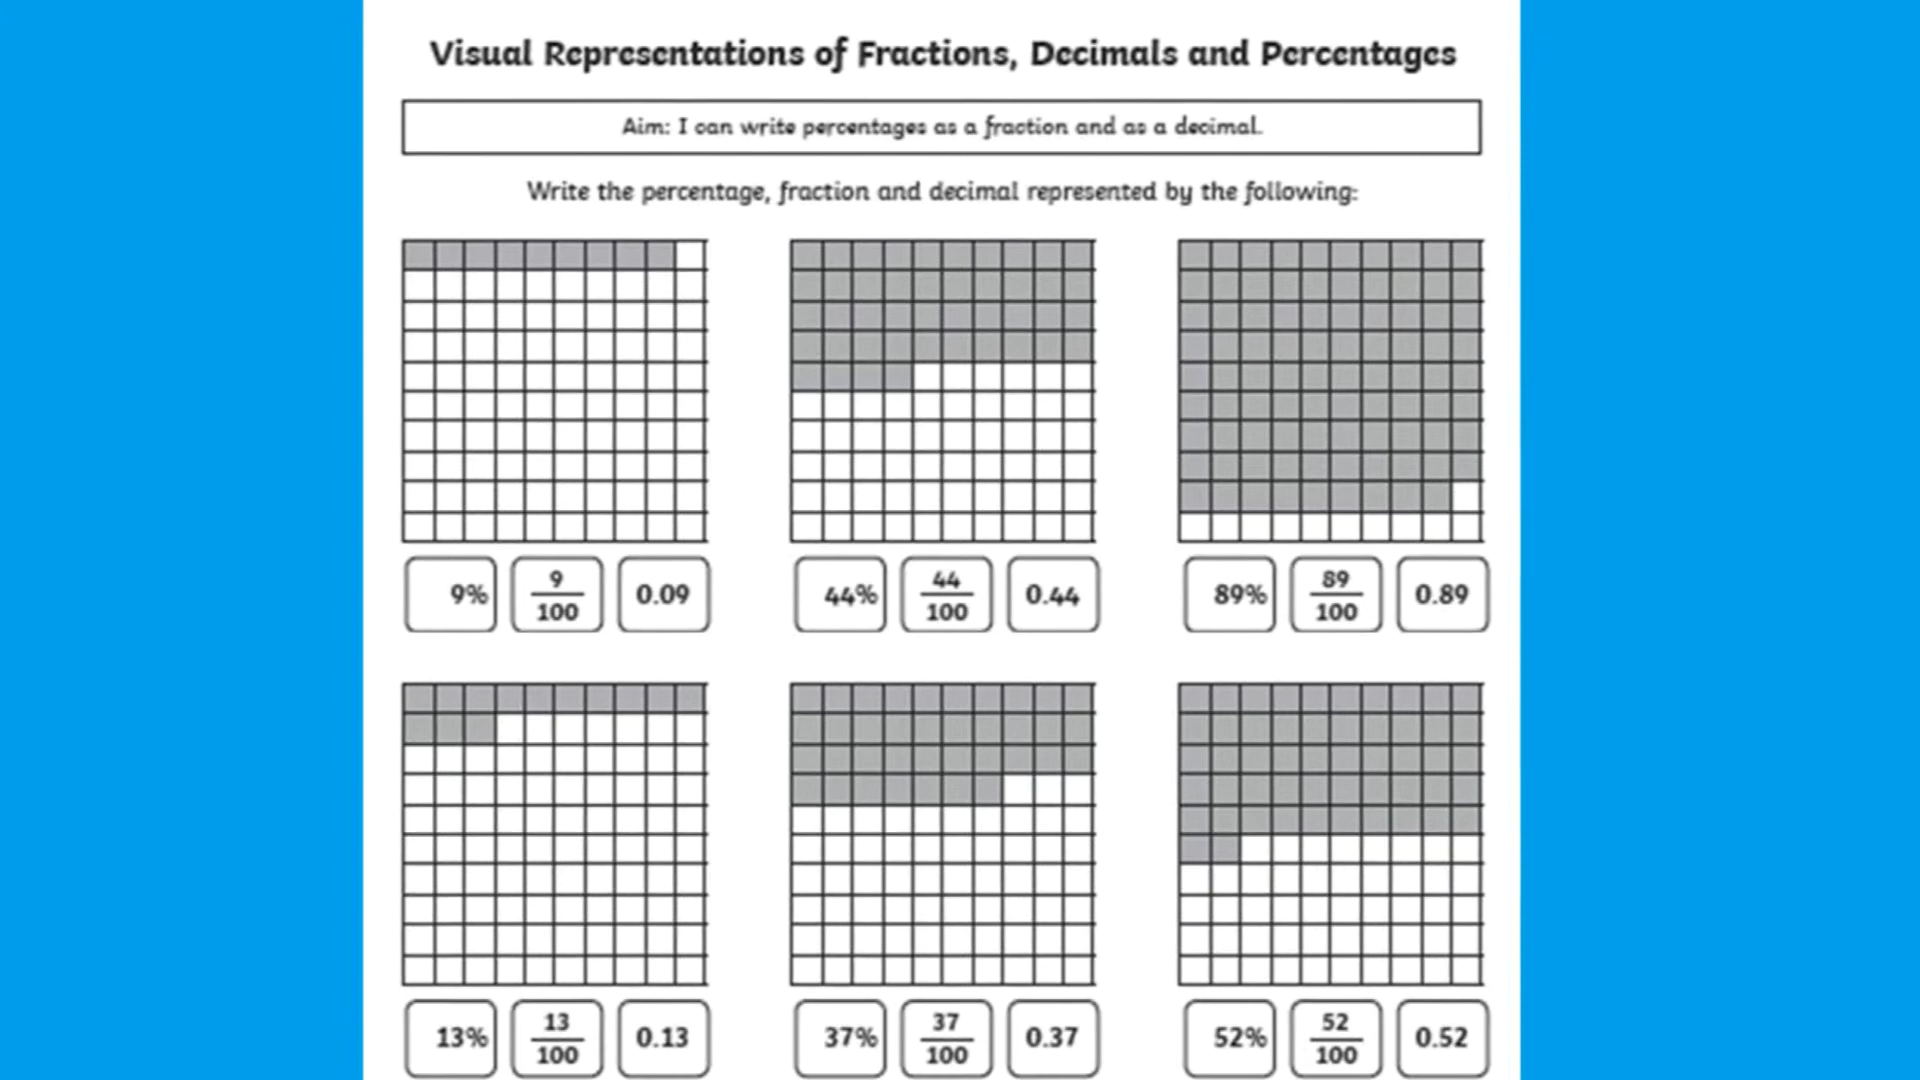 Visual Representations of Fractions, Decimals and Percentages
Aim: I can write percentages as a fraction and as a decimal.
Write the percentage, fraction and decimal represented by the following:
9% 9/100 0.09
44% 44/100 0.44
89% 89/100 0.89
13% 13/100 0.13
37% 37/100 0.37
52% 52/100 0.52